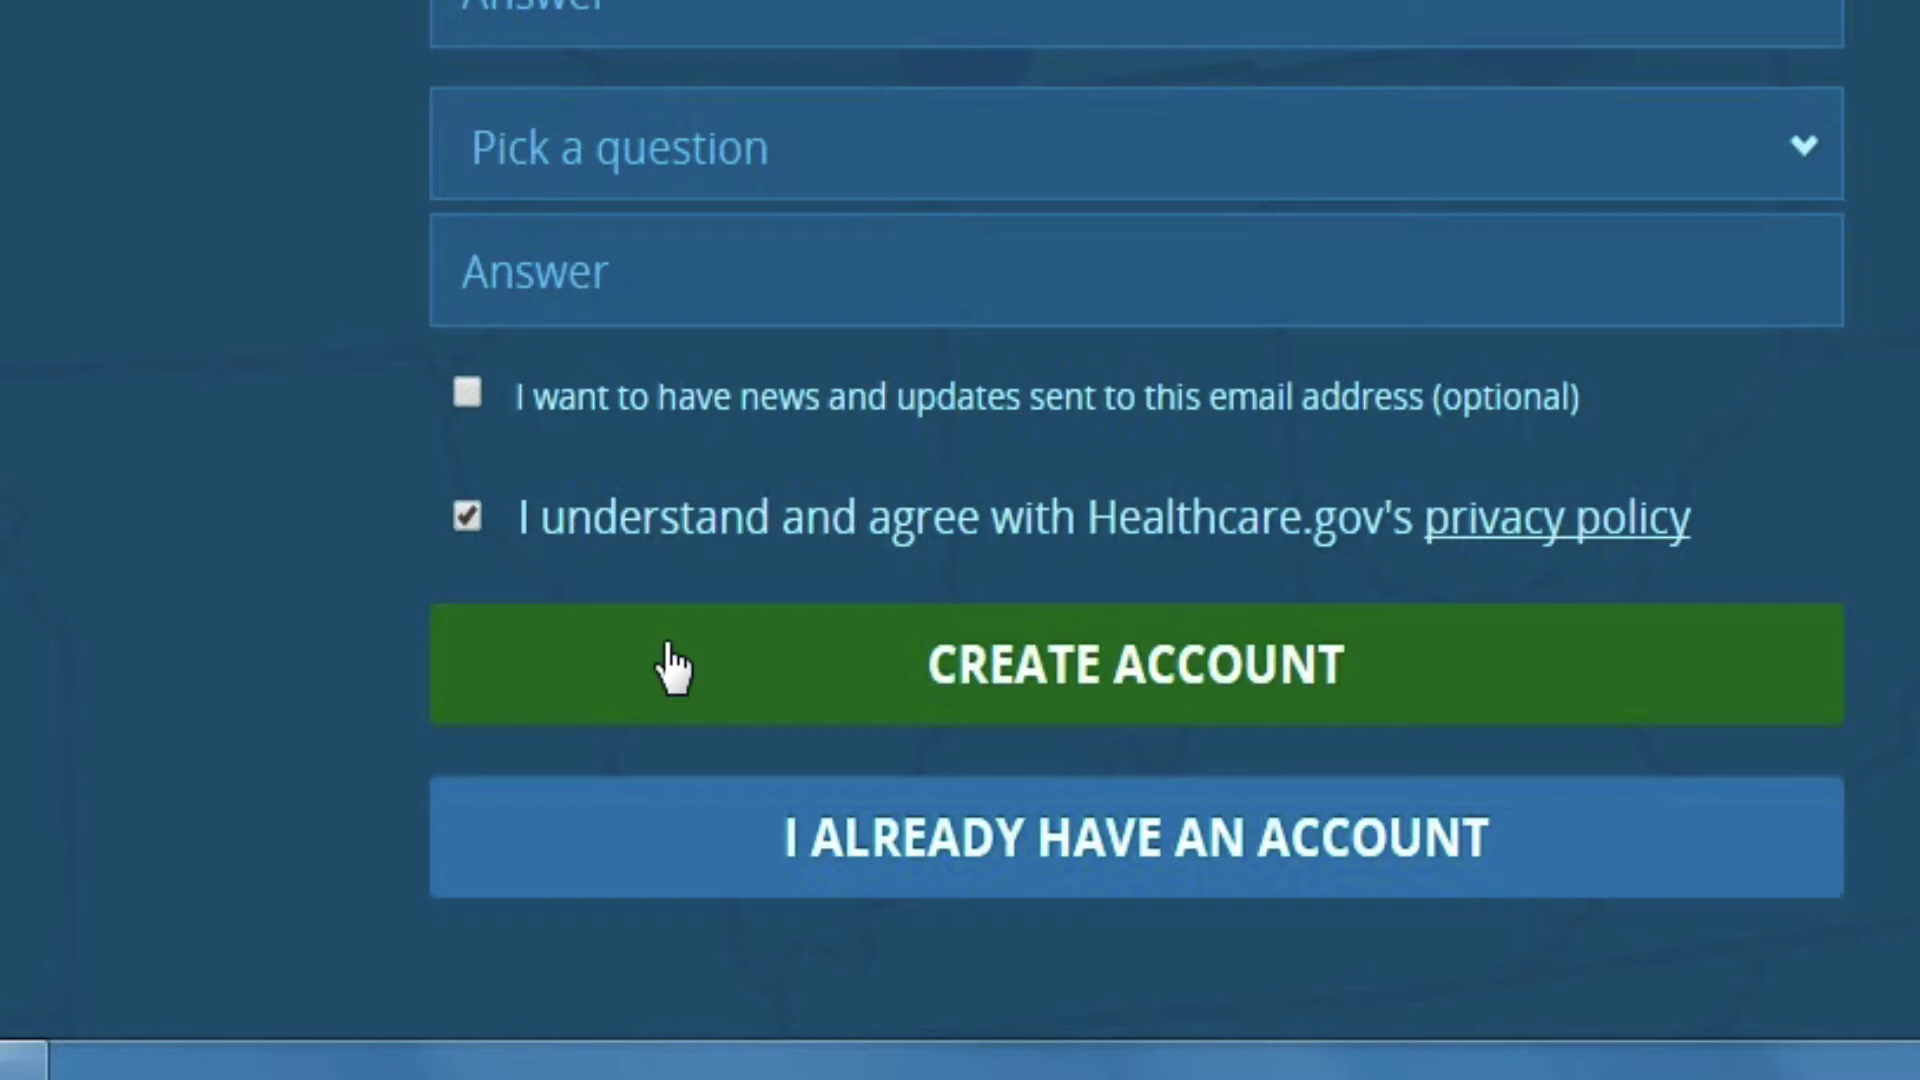 Answer
Pick a question
Answer
I want to have news and updates sent to this email address (optional)
I understand and agree with Healthcare.gov's privacy policy
CREATE ACCOUNT
I ALREADY HAVE AN ACCOUNT